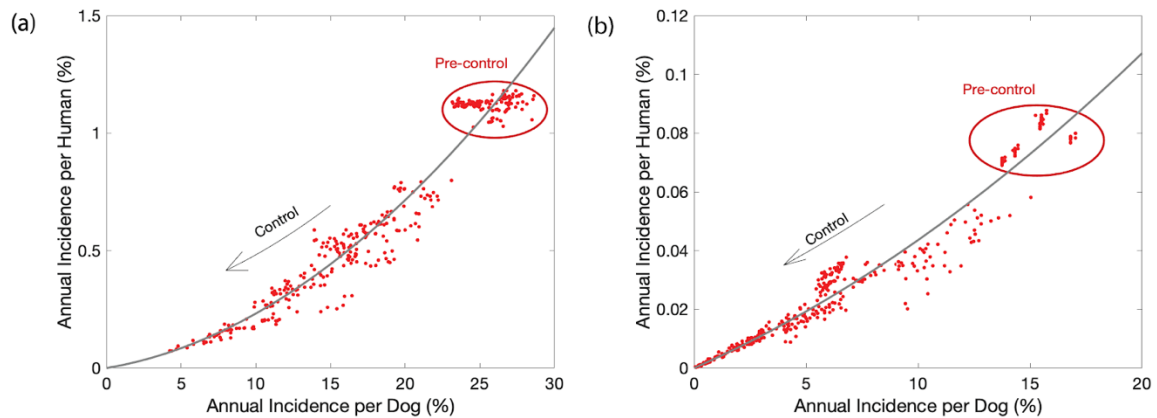 (a)
Annual Incidence per Human (%)
1.5
1
0.5
0
Pre-control
Control
0 5 10 15 20 25 30
Annual Incidence per Dog (%)
(b)
Annual Incidence per Human (%)
0.12
0.1
0.08
0.06
0.04
0.02
0
Pre-control
Control
0 5 10 15 20
Annual Incidence per Dog (%)